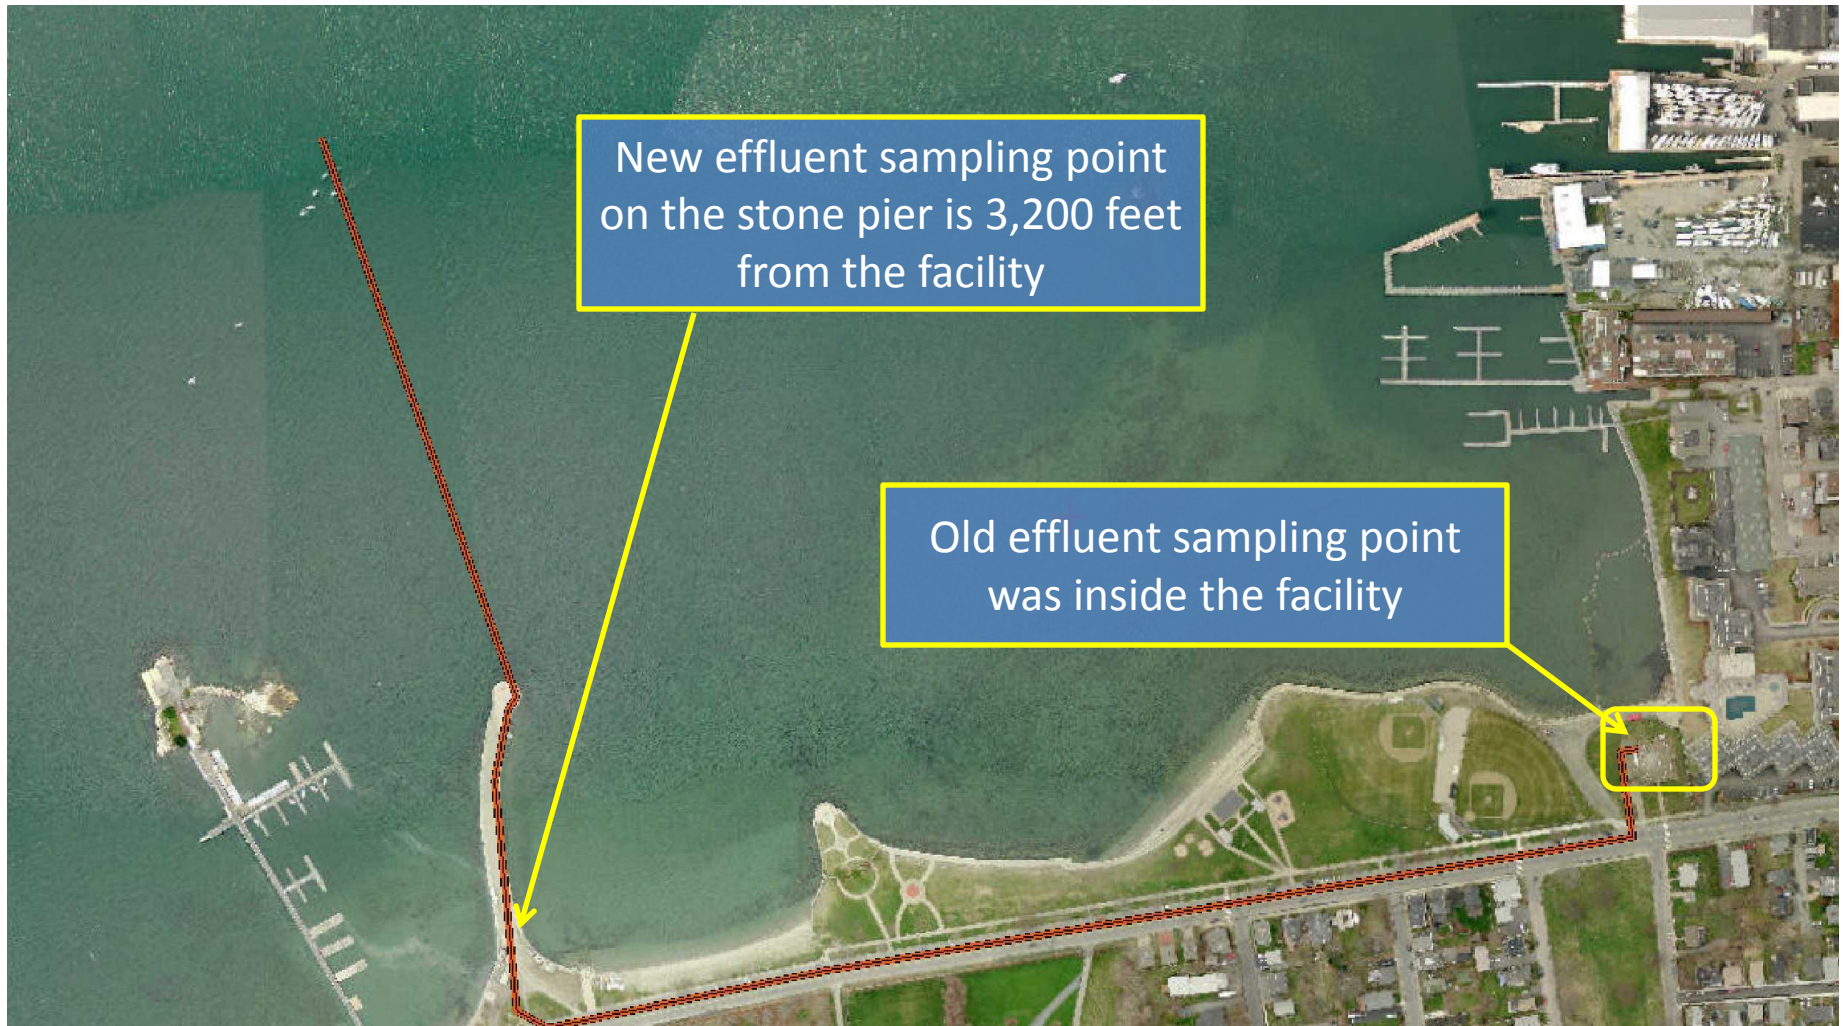 New effluent sampling point
on the stone pier is 3,200 feet
from the facility
Old effluent sampling point
was inside the facility